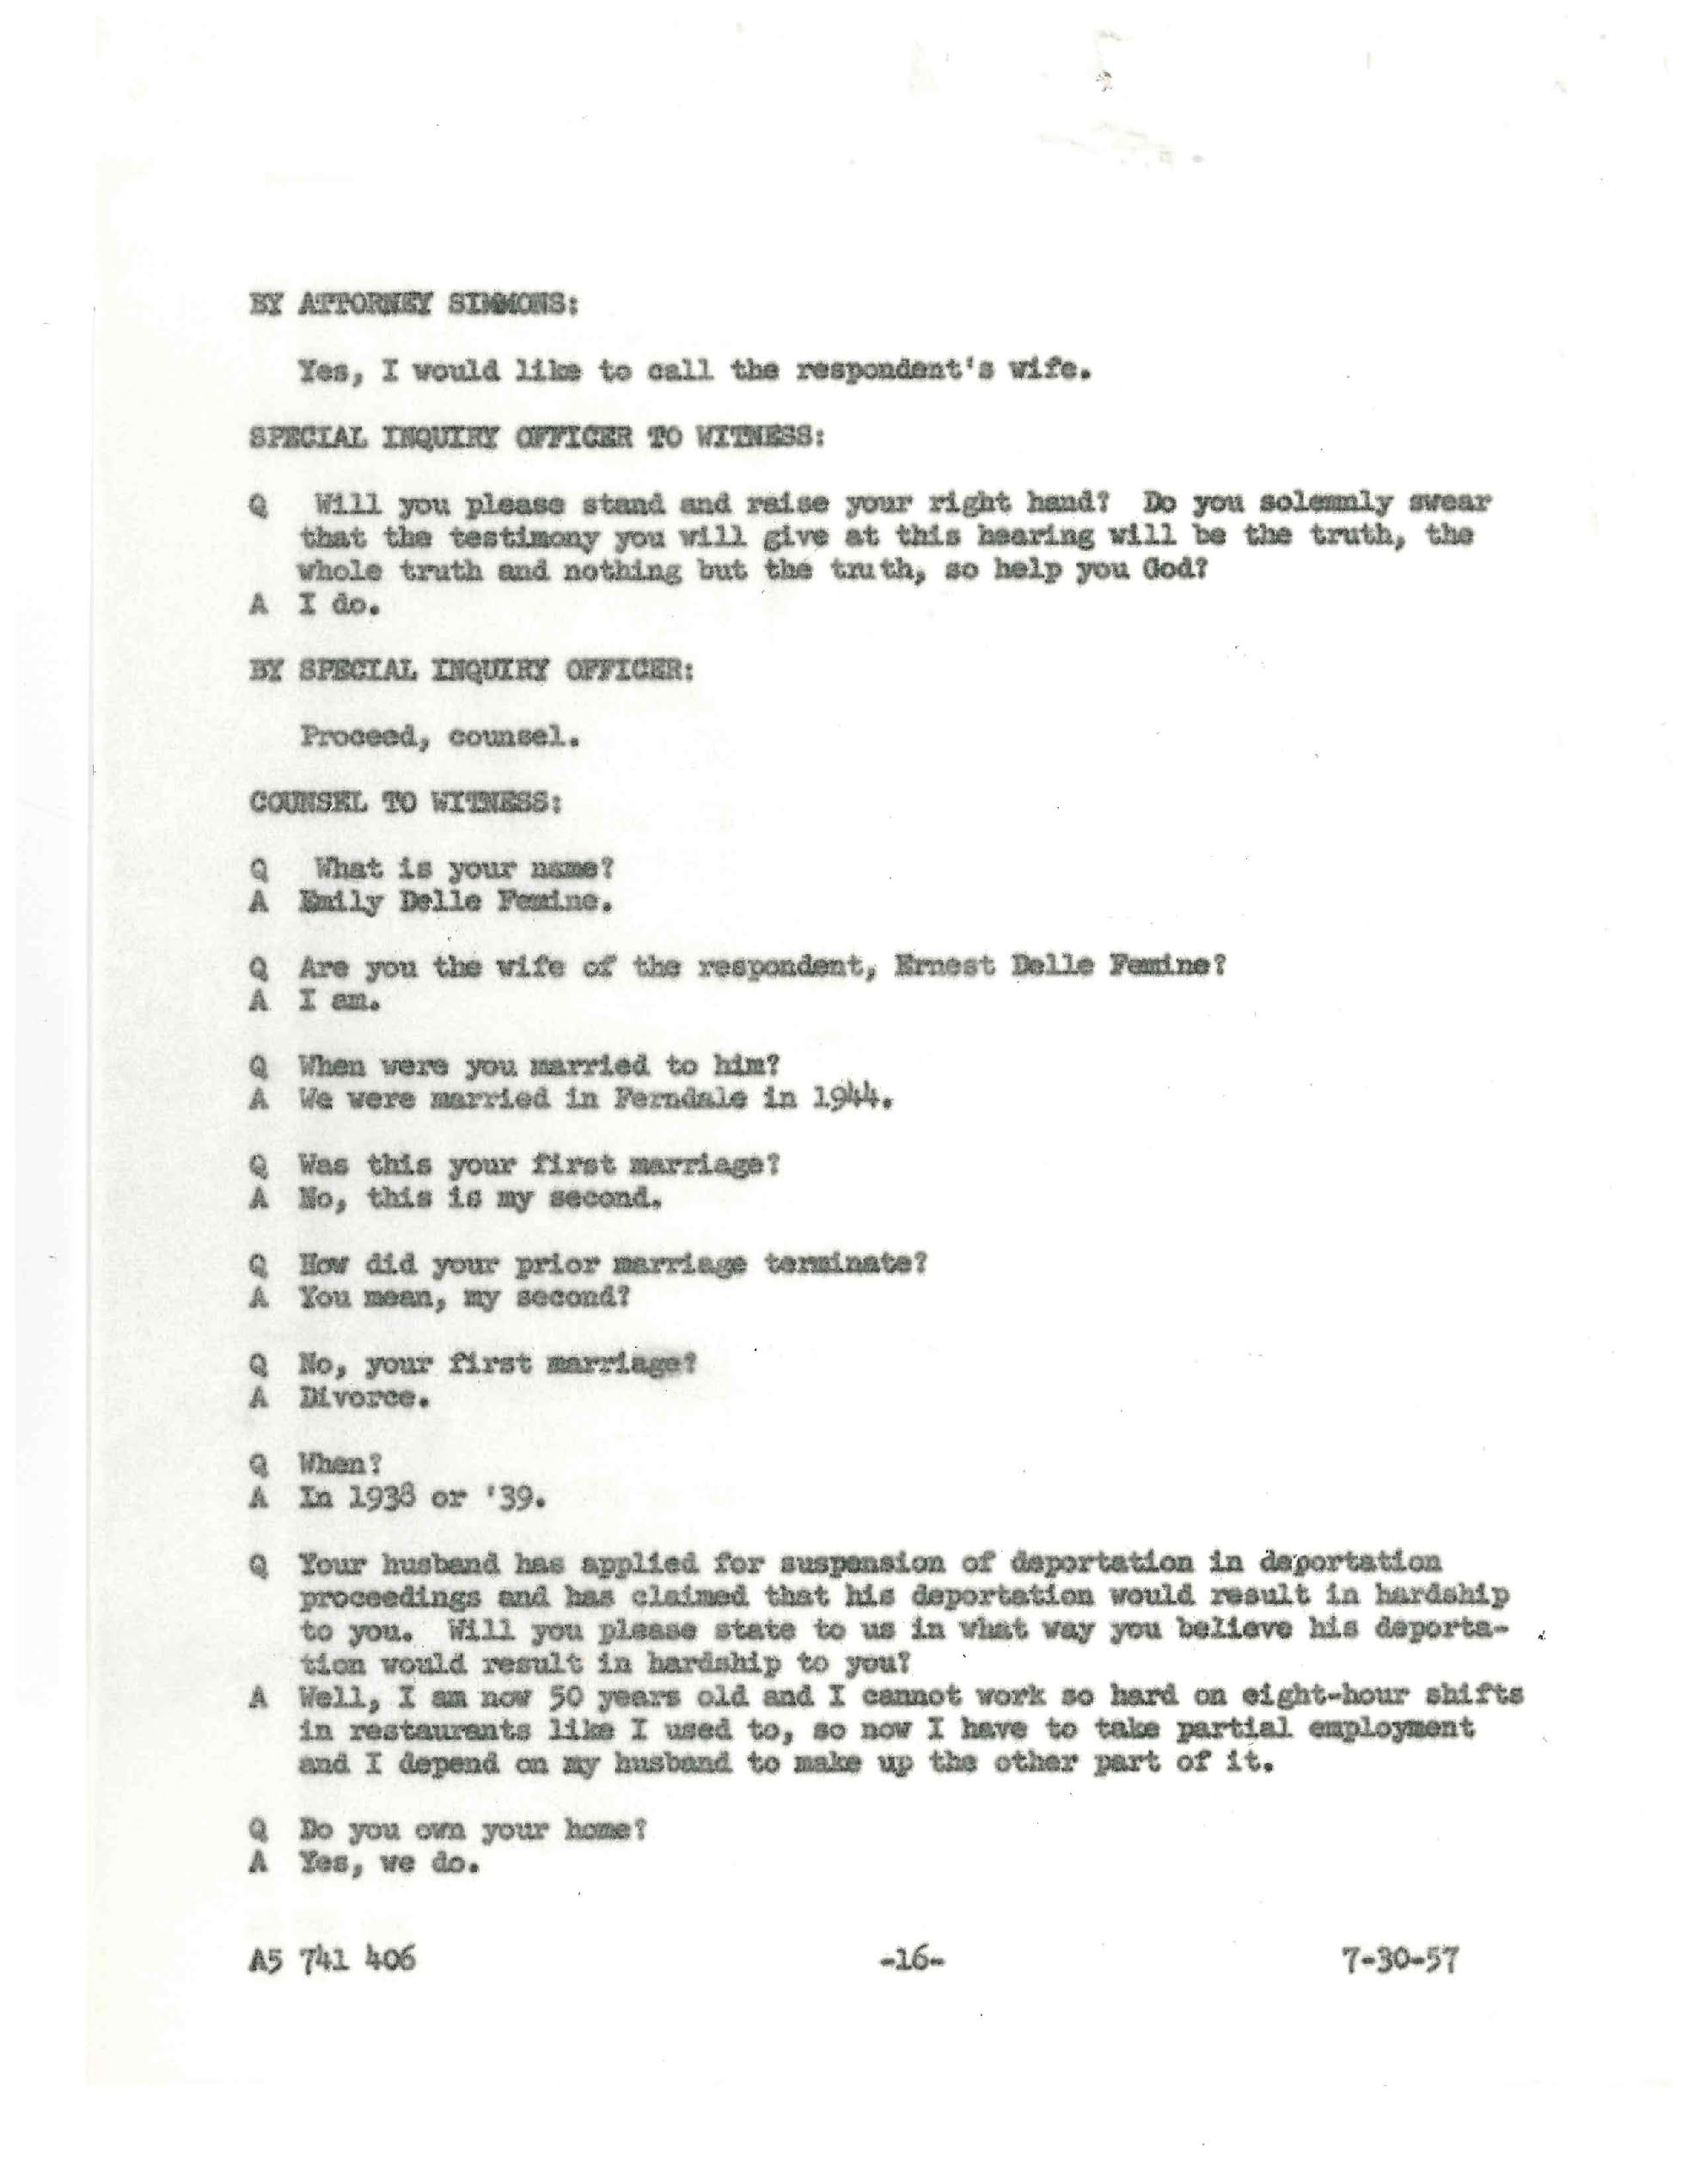 BY ATTORNEY SIMMONS:
Yes, I would like to call the respondent's wife.
SPECIAL INQUIRY OFFICER TO WITNESS:
Q Will you please stand and raise your right hand? Do you solemnly swear
that the testimony you will give at this hearing will be the truth, the
whole truth and nothing but the truth, so help you God?
A I do.
BY SPECIAL INQUIRY OFFICER:
Proceed, counsel.
COUNSEL TO WITNESS:
Q What is your name?
A Emily Delle Femine.
Q Are you the wife of the respondent, Ernest Delle Femine?
A I am.
Q When were you married to him?
A We were married in Ferndale in 1944.
Q Was this your first marriage?
A No, this is my second.
Q How did your prior marriage terminate?
A You mean, my second?
Q No, your first marriage?
A Divorce.
Q When?
A In 1938 or '39.
Q Your husband has applied for suspension of deportation in deportation
proceedings and has claimed that his deportation would result in hardship
to you. Will you please state to us in what way you believe his deporta-
tion would result in hardship to you?
A Well, I am now 50 years old and I cannot work so hard on eight-hour shifts
in restaurants like I used to, so now I have to take partial employment
and I depend on my husband to make up the other part of it.
Q Do you own your home?
A Yes, we do.
A5 741 406 -16- 7-30-57